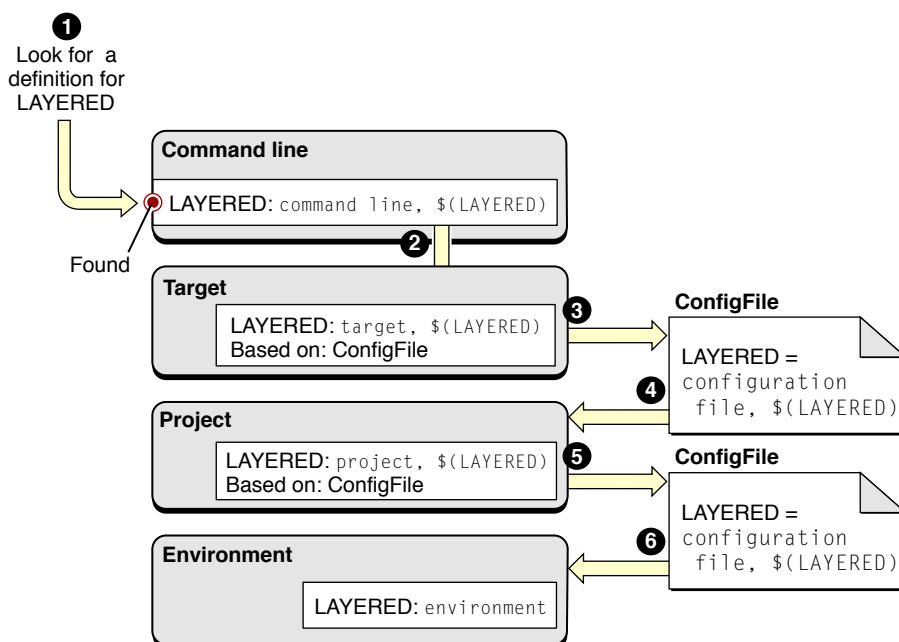 1
Look for a
definition for
LAYERED
Command line
LAYERED: command line, $(LAYERED)
Found
2
Target
LAYERED: target, $(LAYERED)
Based on: ConfigFile
3
ConfigFile
LAYERED =
configuration
file, $(LAYERED)
4
Project
LAYERED: project, $(LAYERED)
Based on: ConfigFile
5
ConfigFile
LAYERED =
configuration
file, $(LAYERED)
6
Environment
LAYERED: environment